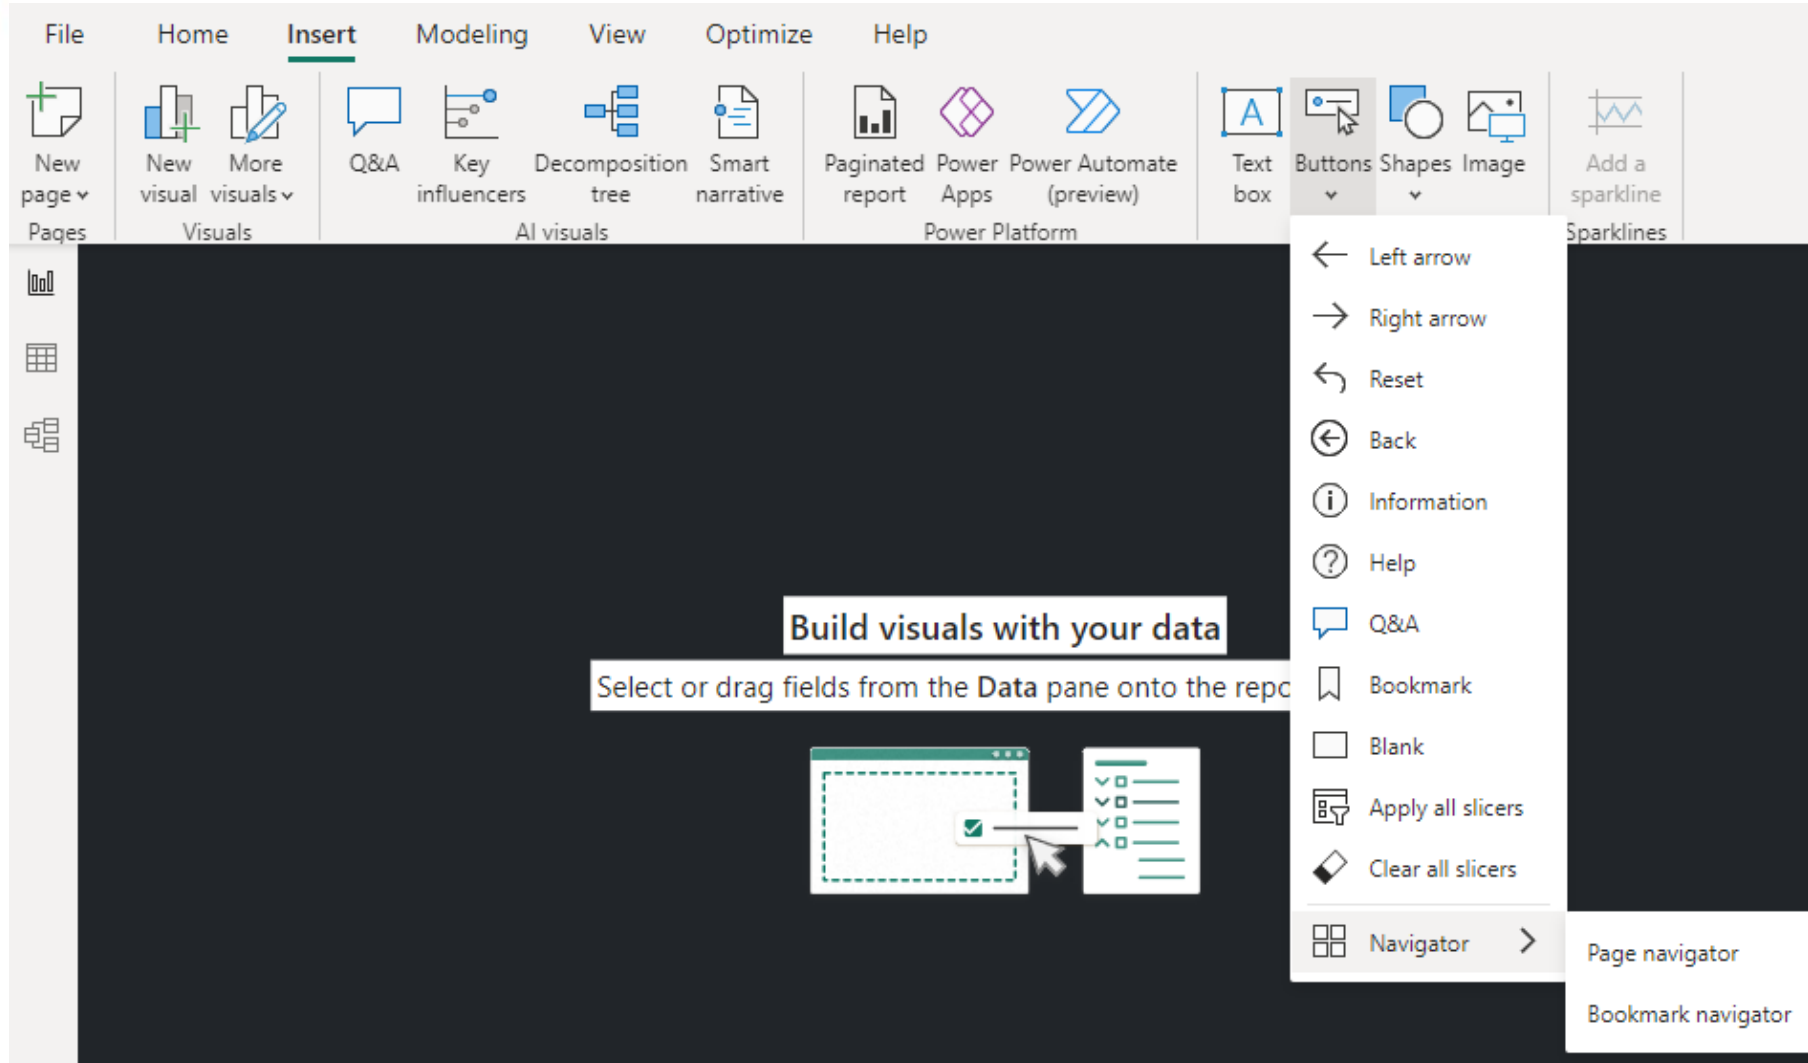 File Home Insert Modeling View Optimize Help
New page
New visual
More visuals
Q&A
Key influencers
Decomposition tree
Smart narrative
Paginated report
Power Apps
Power Automate (preview)
Text box
Buttons
Shapes
Image
Add a sparkline
Pages
Visuals
AI visuals
Power Platform
Sparklines
Left arrow
Right arrow
Reset
Back
Information
Help
Q&A
Bookmark
Blank
Apply all slicers
Clear all slicers
Navigator
Page navigator
Bookmark navigator
Build visuals with your data
Select or drag fields from the Data pane onto the repo